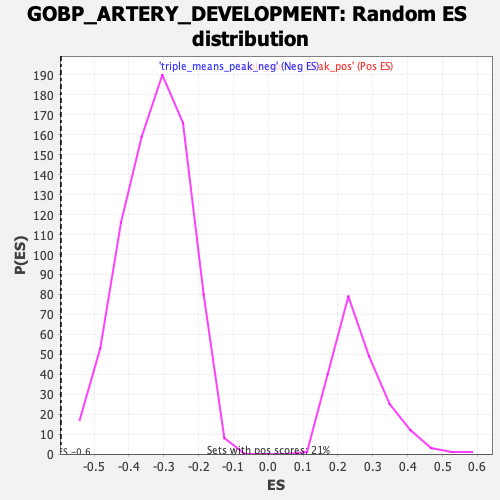 GOBP_ARTERY_DEVELOPMENT: Random ES
distribution
'triple_means_peak_neg' (Neg ES) ak_pos' (Pos ES)
190
180
170
160
150
140
130
120
110
100
90
80
70
60
50
40
30
20
10
0
P(ES)
ES -0.6
Sets with pos scores: 21%
-0.5 -0.4 -0.3 -0.2 -0.1 0.0 0.1 0.2 0.3 0.4 0.5 0.6
ES